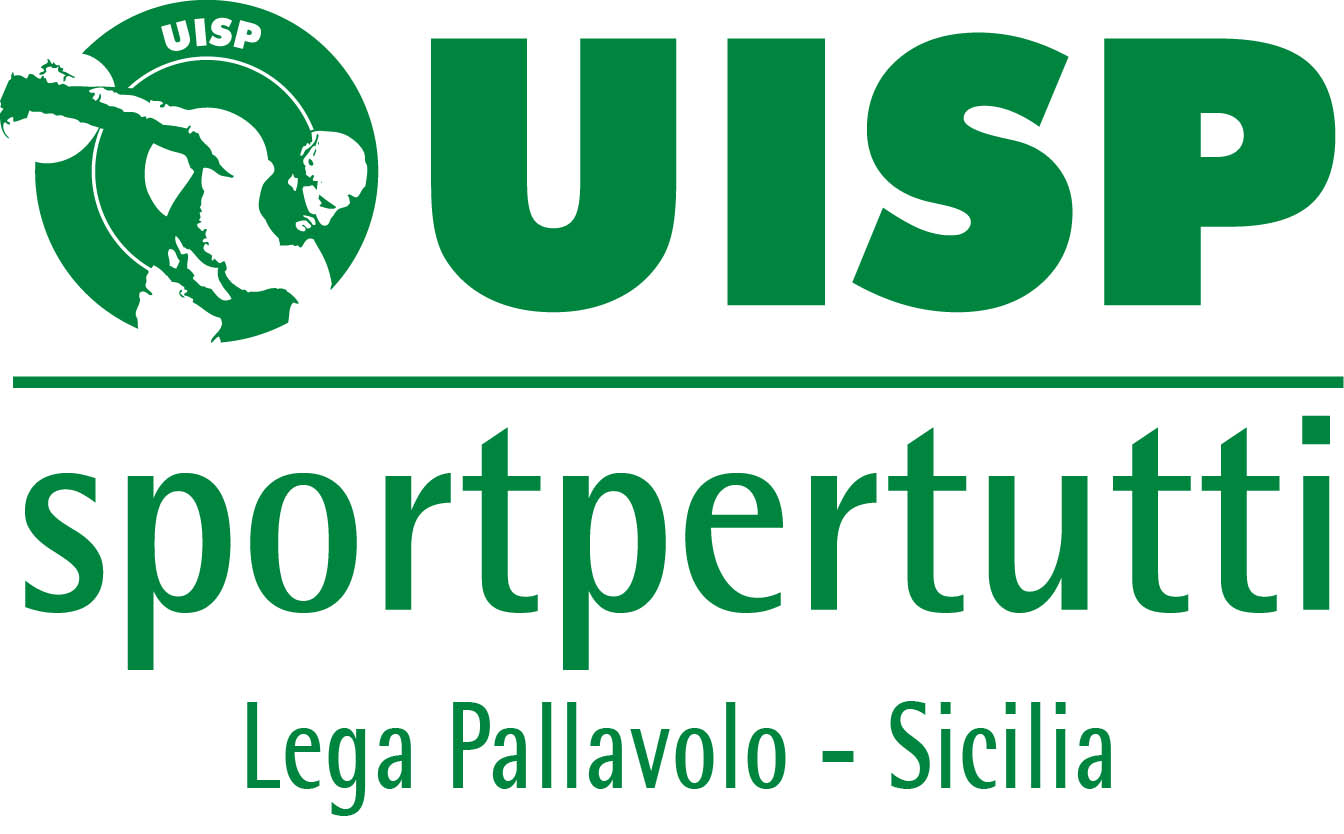 UISP
UISP
sportpertutti
Lega Pallavolo - Sicilia